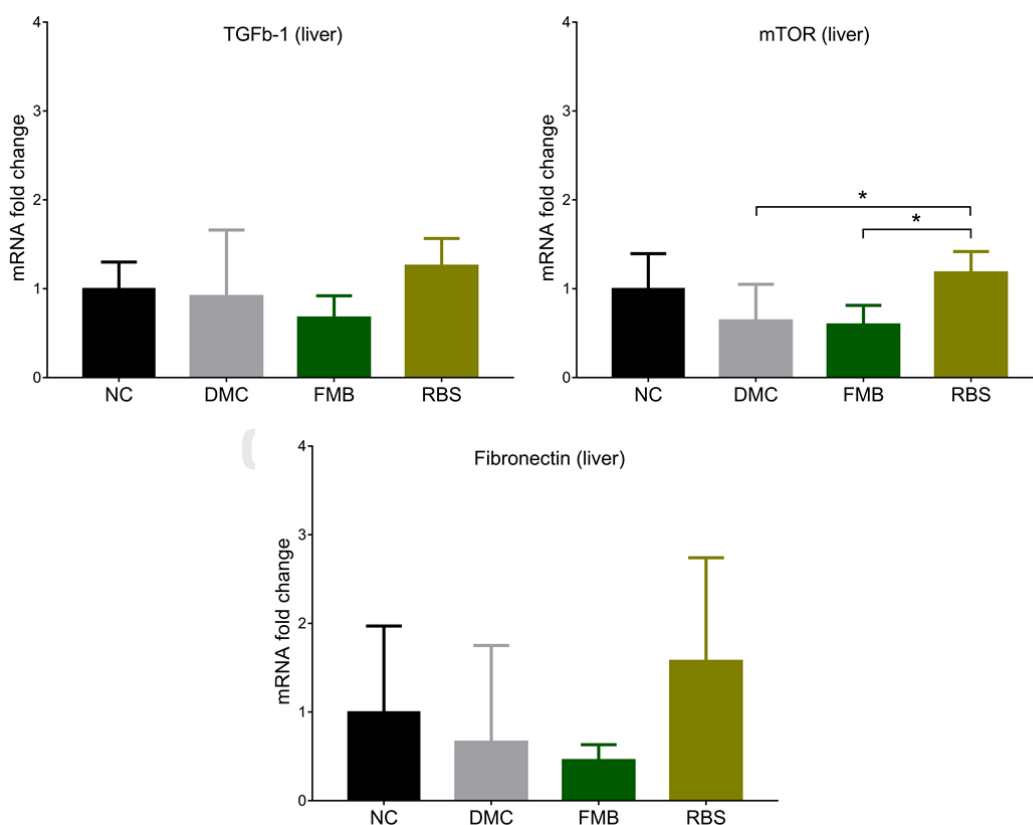 TGFb-1 (liver)
mRNA fold change
4
3
2
1
0
NC DMC FMB RBS
mTOR (liver)
mRNA fold change
4
3
2
1
0
*
*
NC DMC FMB RBS
Fibronectin (liver)
mRNA fold change
4
3
2
1
0
NC DMC FMB RBS